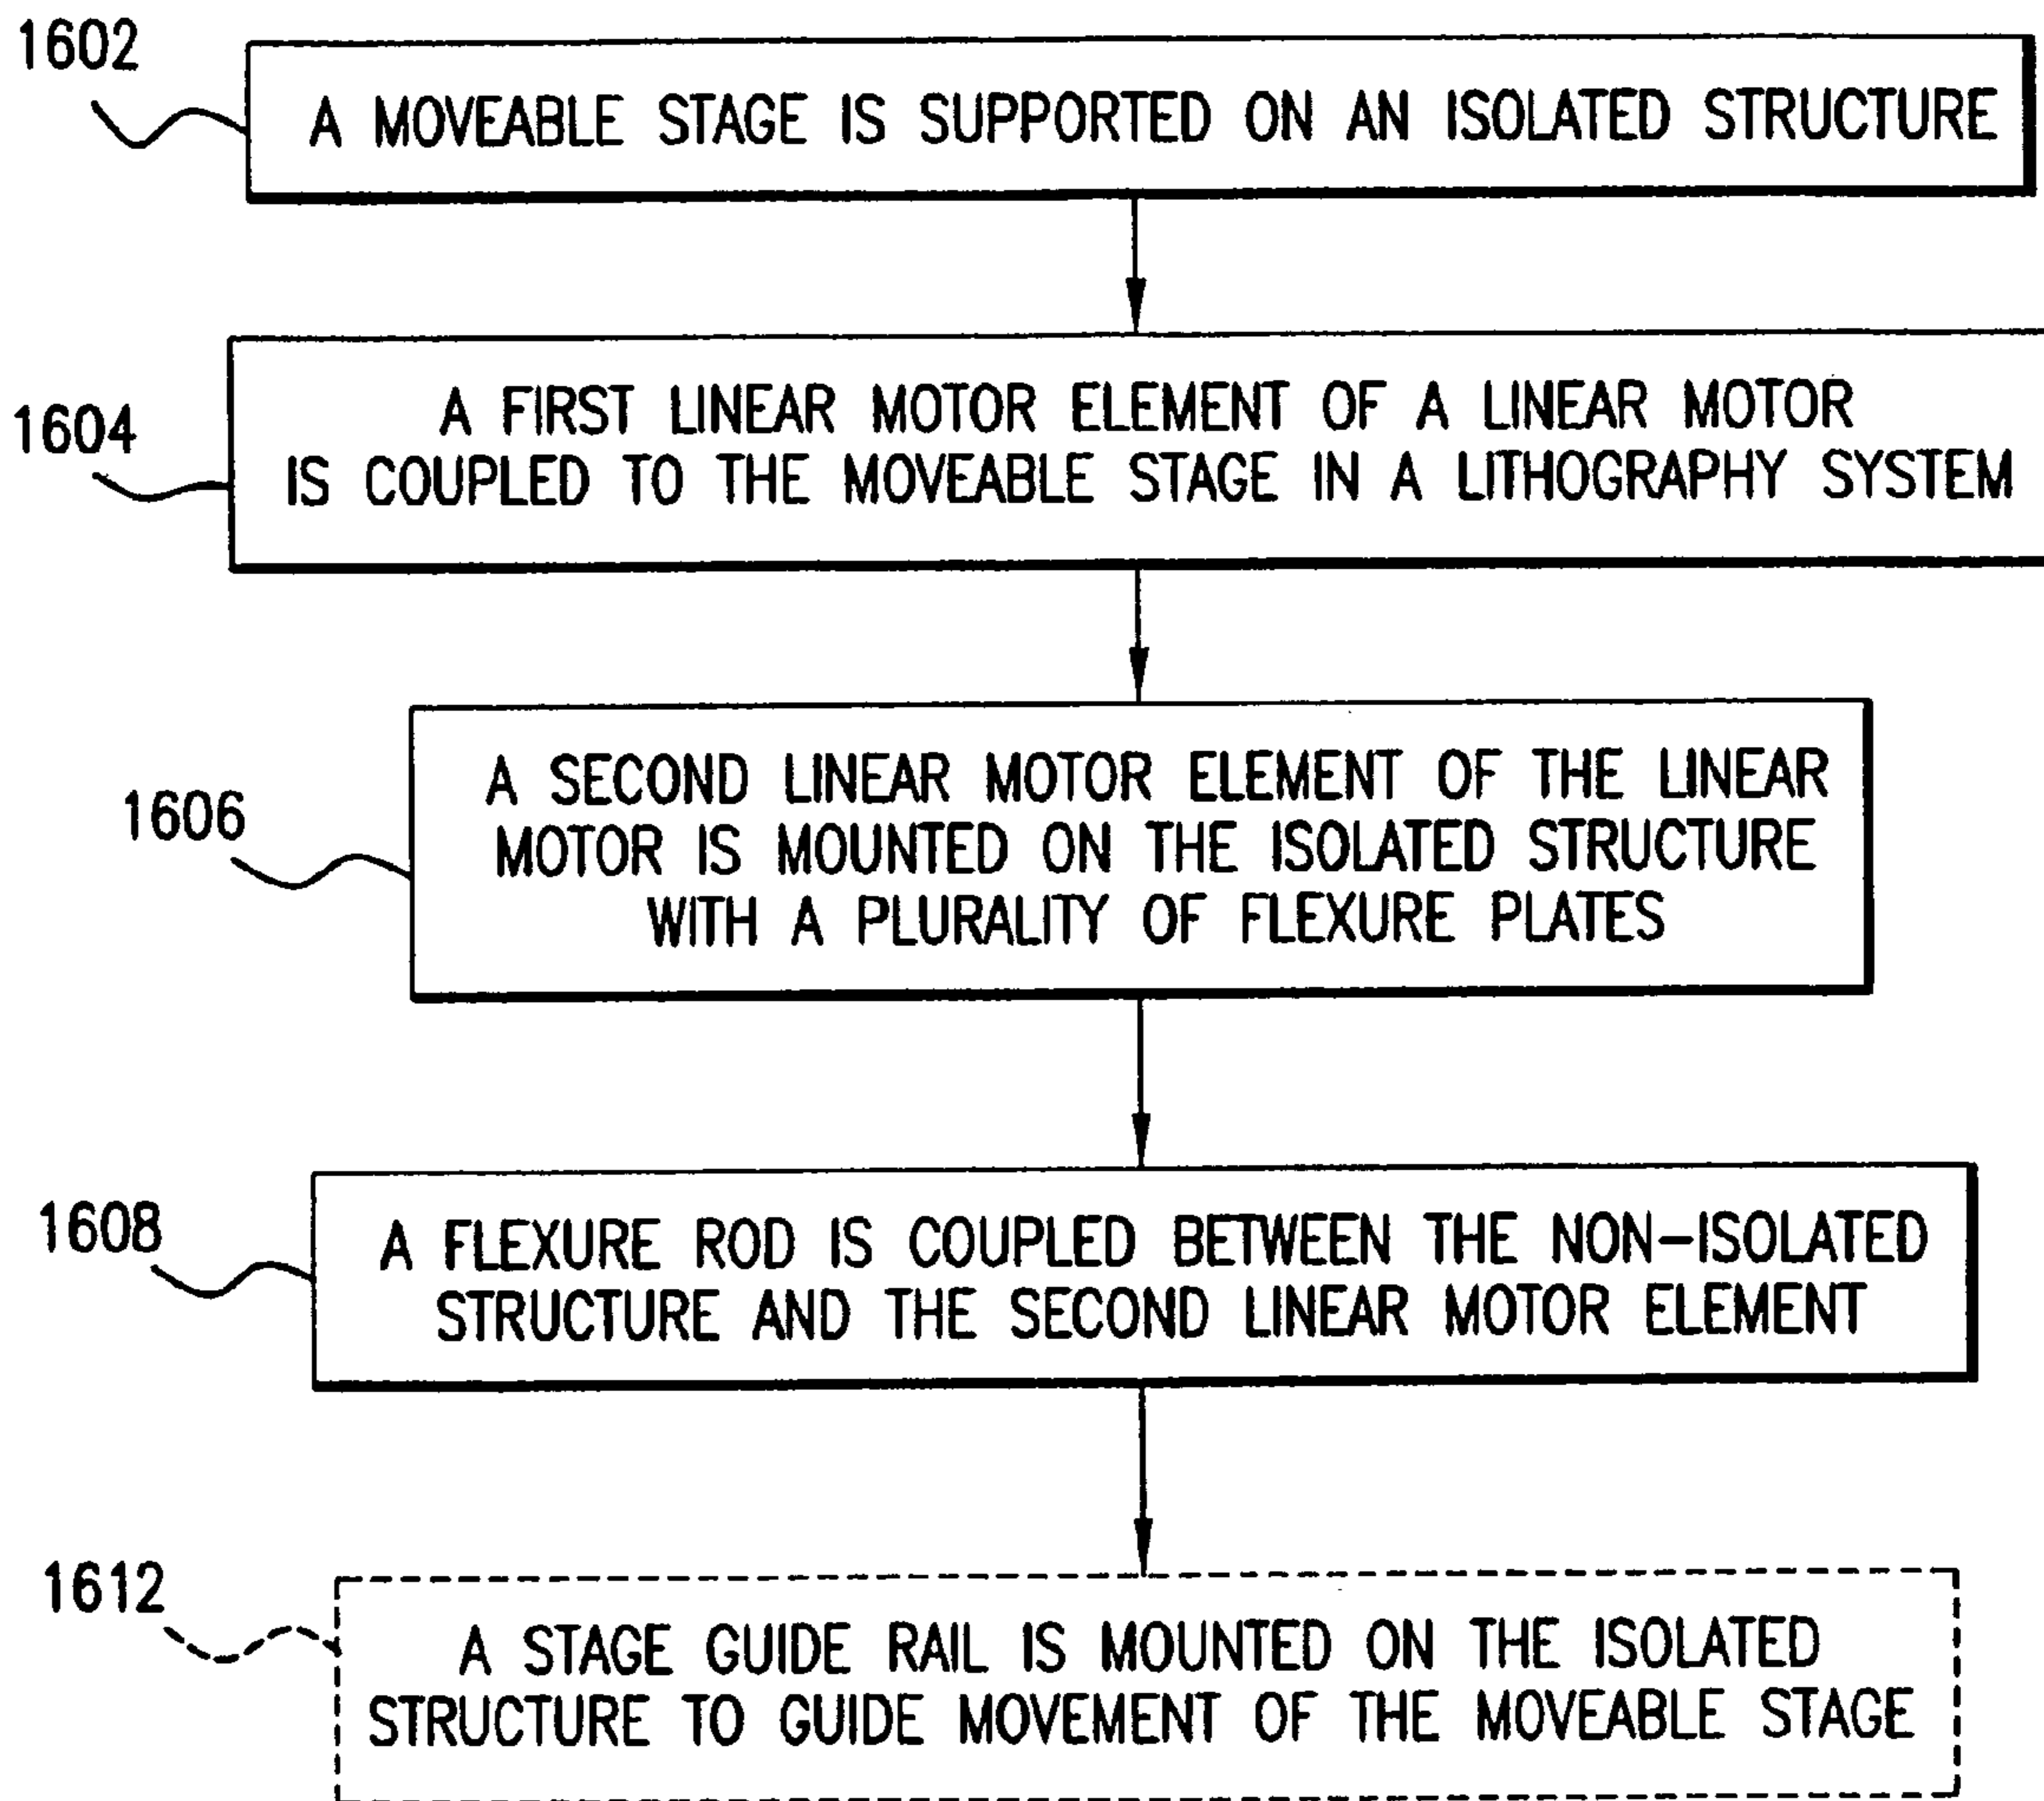 1602
A MOVEABLE STAGE IS SUPPORTED ON AN ISOLATED STRUCTURE
1604
A FIRST LINEAR MOTOR ELEMENT OF A LINEAR MOTOR
IS COUPLED TO THE MOVEABLE STAGE IN A LITHOGRAPHY SYSTEM
1606
A SECOND LINEAR MOTOR ELEMENT OF THE LINEAR
MOTOR IS MOUNTED ON THE ISOLATED STRUCTURE
WITH A PLURALITY OF FLEXURE PLATES
1608
A FLEXURE ROD IS COUPLED BETWEEN THE NON-ISOLATED
STRUCTURE AND THE SECOND LINEAR MOTOR ELEMENT
1612
A STAGE GUIDE RAIL IS MOUNTED ON THE ISOLATED
STRUCTURE TO GUIDE MOVEMENT OF THE MOVEABLE STAGE